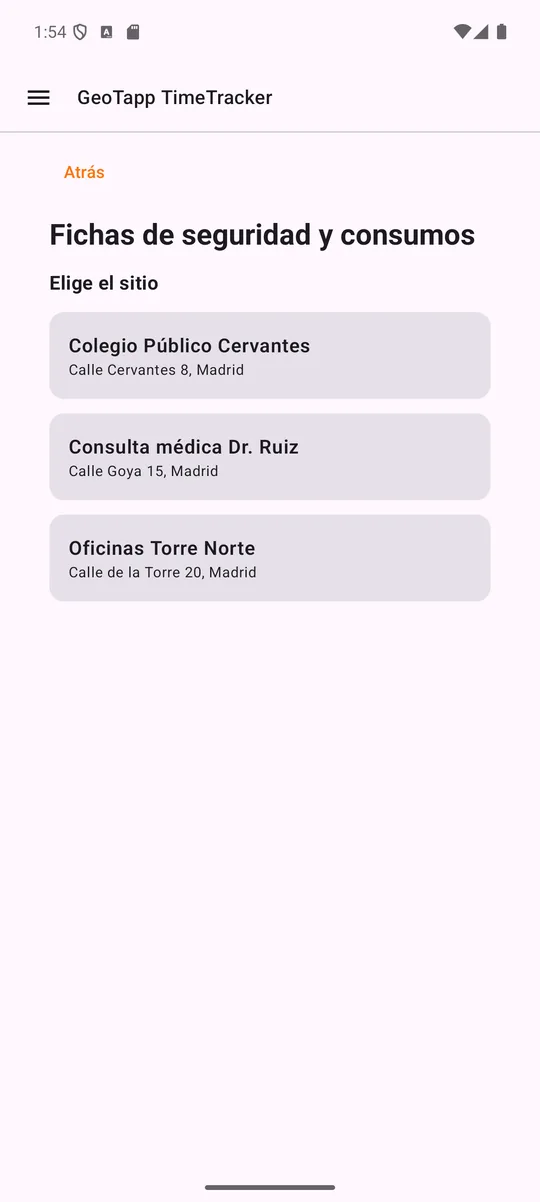 1:54
GeoTapp TimeTracker
Atrás
Fichas de seguridad y consumos
Elige el sitio
Colegio Público Cervantes
Calle Cervantes 8, Madrid
Consulta médica Dr. Ruiz
Calle Goya 15, Madrid
Oficinas Torre Norte
Calle de la Torre 20, Madrid